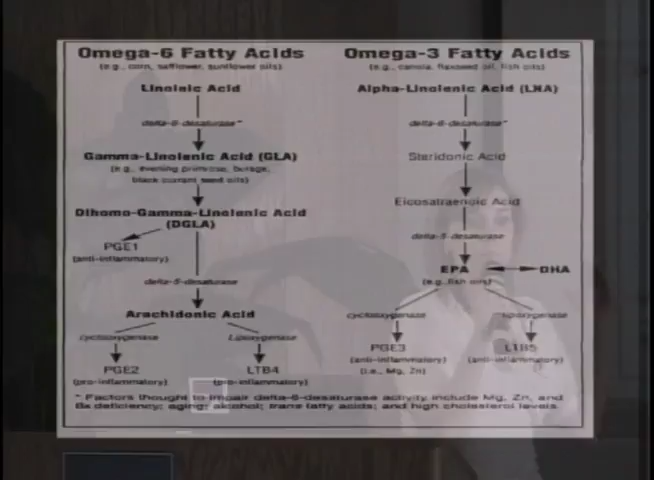 Omega-6 Fatty Acids
(e.g., corn, safflower, sunflower oils)
Linoleic Acid
delta-6-desaturase*
Gamma-Linolenic Acid (GLA)
(e.g., evening primrose, borage,
black currant seed oils)
Dihomo-Gamma-Linolenic Acid
(DGLA)
PGE1
(anti-inflammatory)
delta-5-desaturase
Arachidonic Acid
cyclooxygenase
Lipoxygenase
PGE2
LTB4
(pro-inflammatory)
(pro-inflammatory)
Omega-3 Fatty Acids
(e.g., canola, flaxseed oil, fish oils)
Alpha-Linolenic Acid (LNA)
delta-6-desaturase*
Steridonic Acid
Eicosatraenoic Acid
delta-5-desaturase
EPA
DHA
(e.g., fish oils)
cyclooxygenase
lipoxygenase
PGE3
LTB5
(anti-inflammatory)
(anti-inflammatory)
(i.e., Mg, Zn)
* Factors thought to impair delta-6-desaturase activity include Mg, Zn, and
B6 deficiency; aging; alcohol; trans fatty acids; and high cholesterol levels.